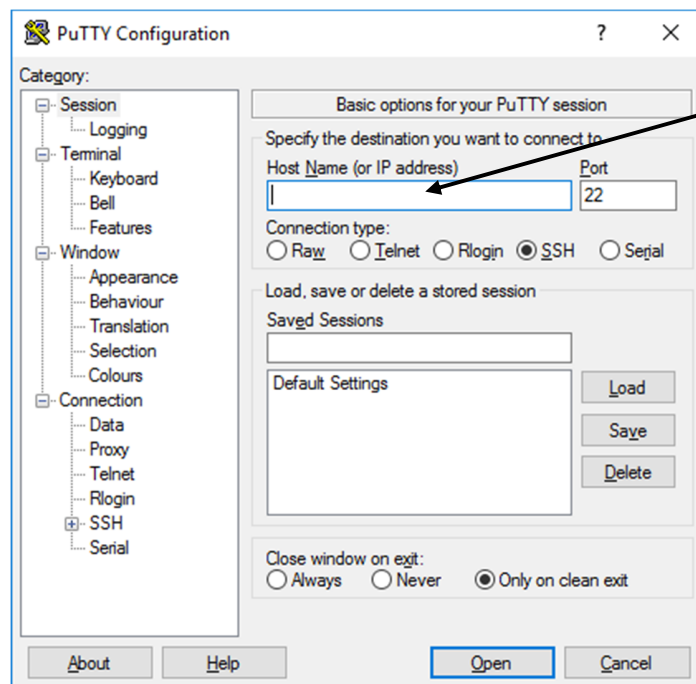 PuTTY Configuration
?
Category:
Session
Logging
Terminal
Keyboard
Bell
Features
Window
Appearance
Behaviour
Translation
Selection
Colours
Connection
Data
Proxy
Telnet
Rlogin
SSH
Serial
Basic options for your PuTTY session
Specify the destination you want to connect to
Host Name (or IP address) Port
22
Connection type:
Raw Telnet Rlogin SSH Serial
Load, save or delete a stored session
Saved Sessions
Default Settings
Load
Save
Delete
Close window on exit:
Always Never Only on clean exit
About Help Open Cancel